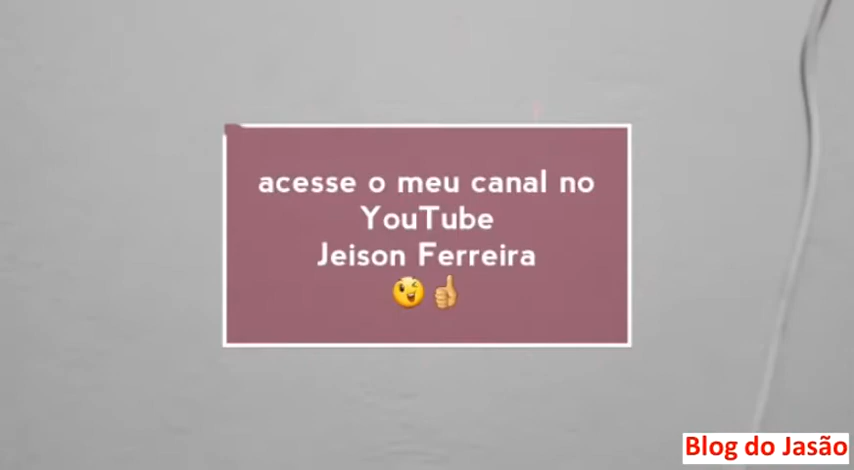 acesse o meu canal no
YouTube
Jeison Ferreira
😉👍
Blog do Jasão